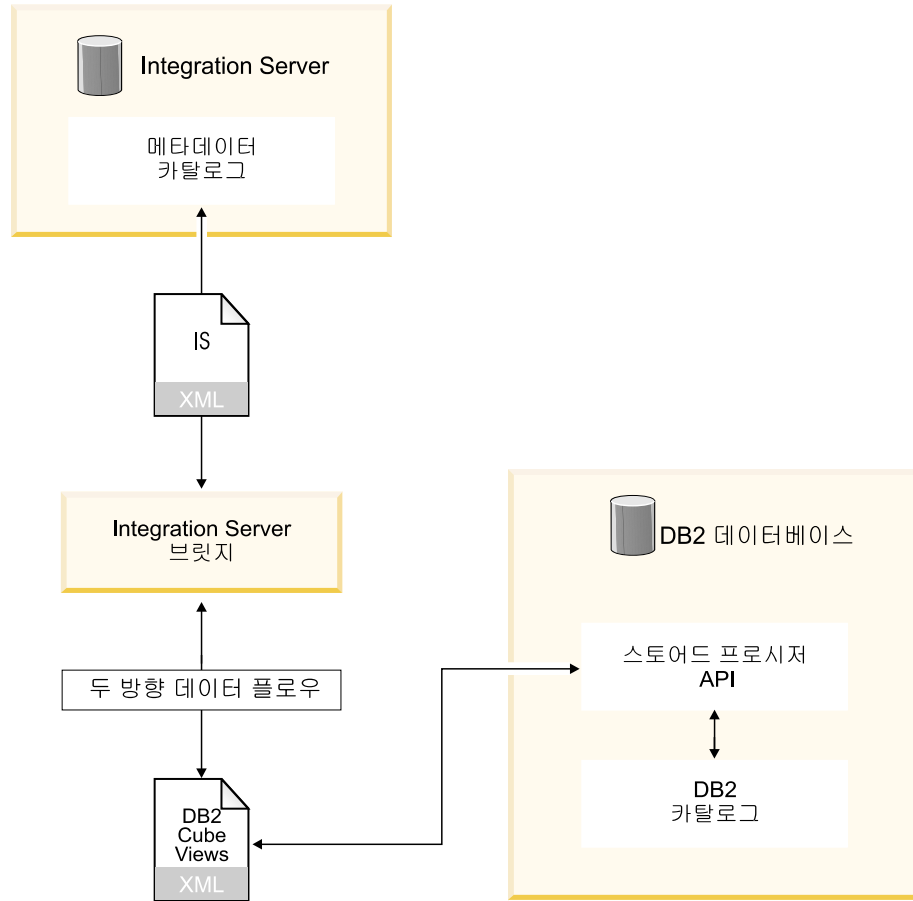 Integration Server
메타데이터
카탈로그
IS
XML
Integration Server
브릿지
두 방향 데이터 플로우
DB2
Cube
Views
XML
DB2 데이터베이스
스토어드 프로시저
API
DB2
카탈로그